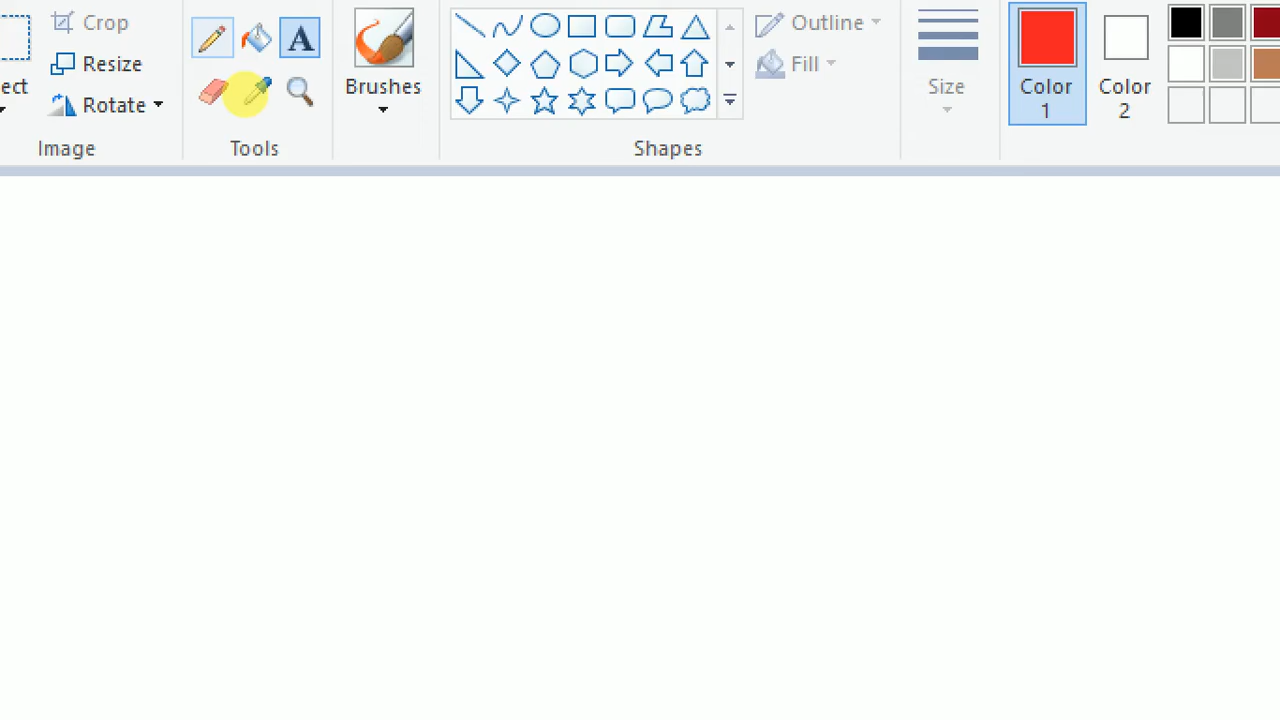 Crop
Outline
Resize
Fill
ect
Rotate
Brushes
Size
Color 1
Color 2
A
Image
Tools
Shapes